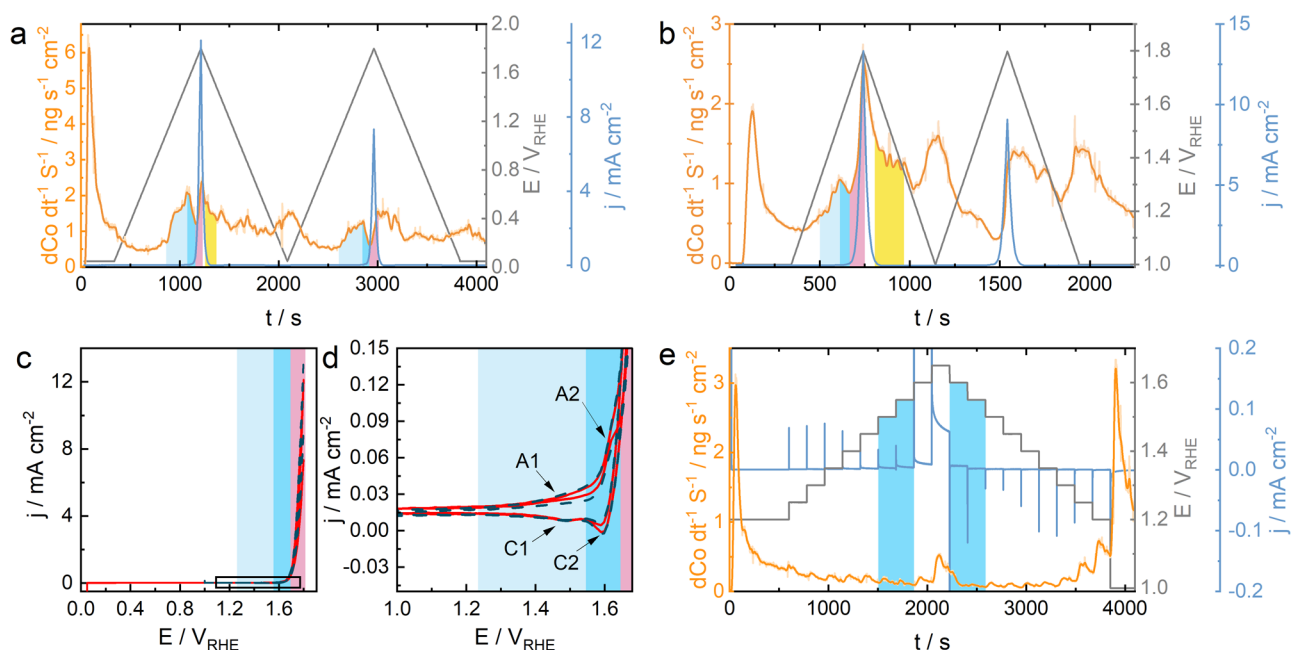 a
dCo dt⁻¹ S⁻¹ / ng s⁻¹ cm⁻²
0 1 2 3 4 5 6
0 1000 2000 3000 4000
t / s
0.0 0.4 0.8 1.2 1.6 2.0
E / V_RHE
0 4 8 12
j / mA cm⁻²
b
dCo dt⁻¹ S⁻¹ / ng s⁻¹ cm⁻²
0 1 2 3
0 500 1000 1500 2000
t / s
1.0 1.2 1.4 1.6 1.8
E / V_RHE
0 5 10 15
j / mA cm⁻²
c
j / mA cm⁻²
0 4 8 12
0.0 0.4 0.8 1.2 1.6
E / V_RHE
d
j / mA cm⁻²
-0.03 0.00 0.03 0.06 0.09 0.12 0.15
A2
A1
C1
C2
1.0 1.2 1.4 1.6
E / V_RHE
e
dCo dt⁻¹ S⁻¹ / ng s⁻¹ cm⁻²
0 1 2 3
0 1000 2000 3000 4000
t / s
1.0 1.2 1.4 1.6
E / V_RHE
-0.2 -0.1 0.0 0.1 0.2
j / mA cm⁻²